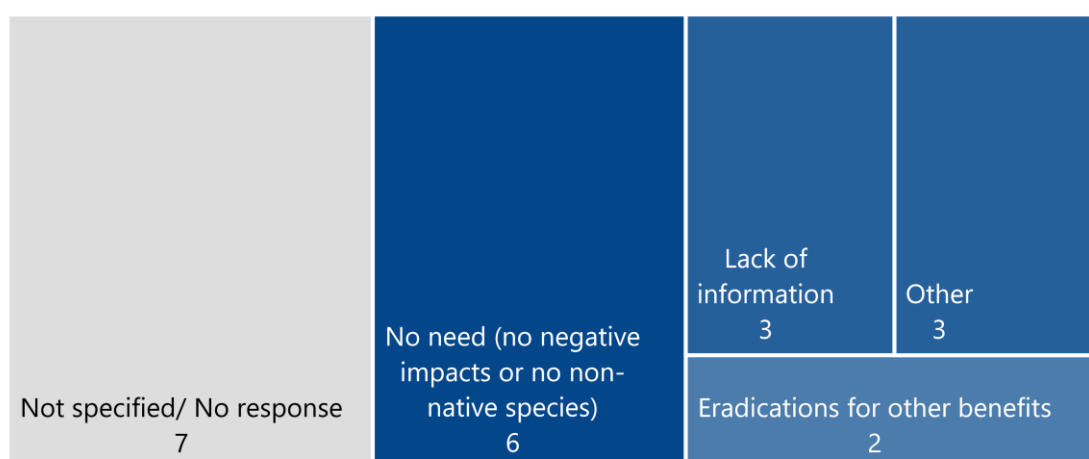 Not specified/ No response
7
No need (no negative
impacts or no non-
native species)
6
Lack of
information
3
Other
3
Eradications for other benefits
2